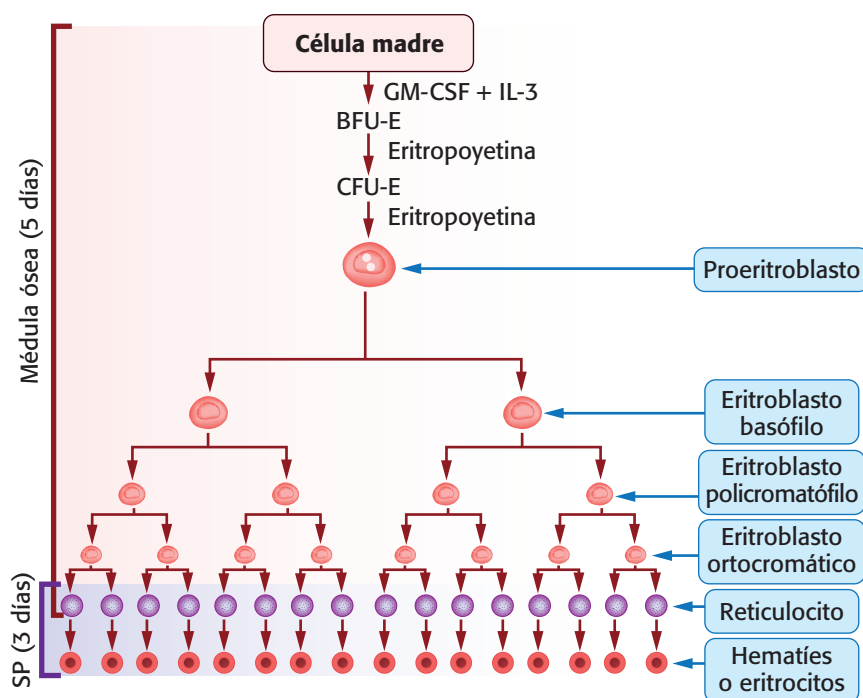 Célula madre
GM-CSF + IL-3
BFU-E
Eritropoyetina
CFU-E
Eritropoyetina
Proeritroblasto
Eritroblasto
basófilo
Eritroblasto
policromatófilo
Eritroblasto
ortocromático
Reticulocito
Hematíes
o eritrocitos
Médula ósea (5 días)
SP (3 días)